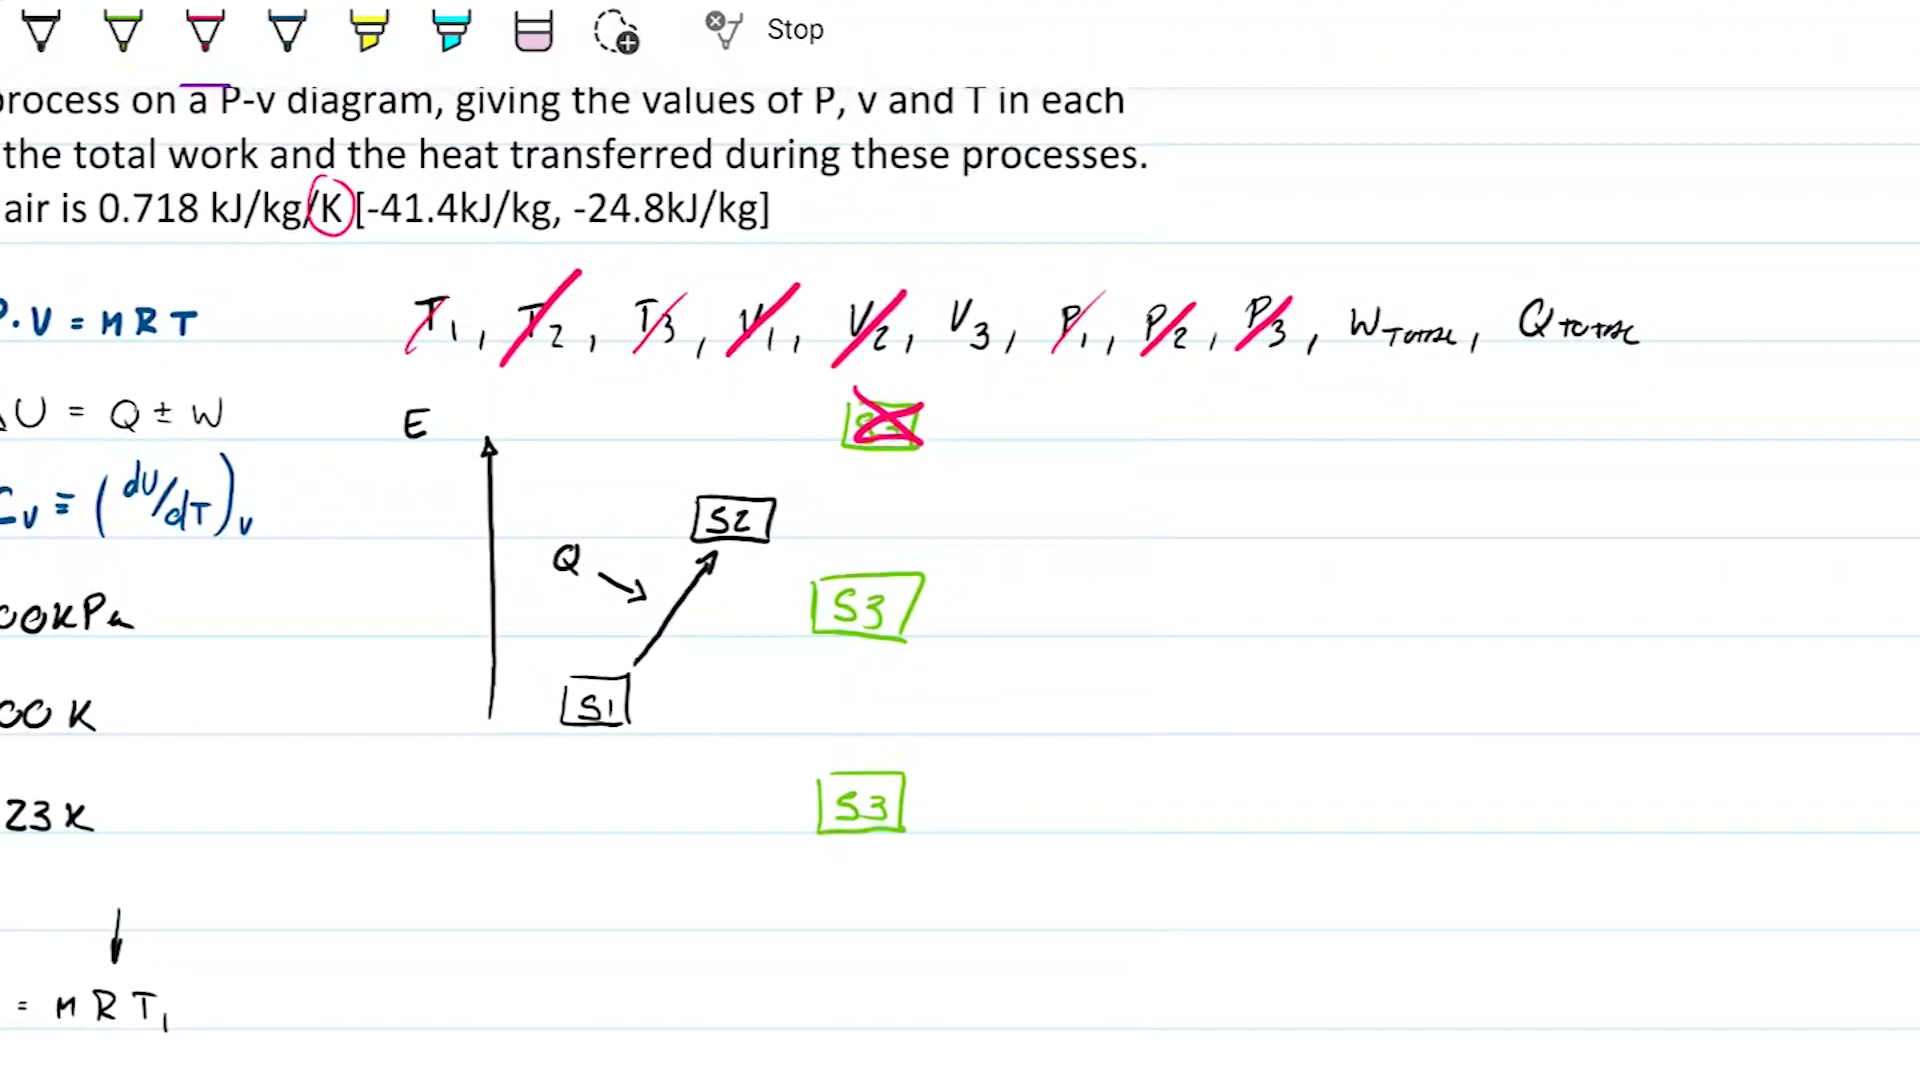 Stop
process on a P-v diagram, giving the values of P, v and T in each
the total work and the heat transferred during these processes.
air is 0.718 kJ/kg/K [-41.4kJ/kg, -24.8kJ/kg]
P.V = MRT
T1, T2, T3, V1, V2, V3, P1, P2, P3, WTOTAL, QTOTAL
ΔU = Q ± W
E
Cv ≡ (dU/dT)v
S2
Q
S3
00KPa
S1
00K
S3
23K
= MRT1